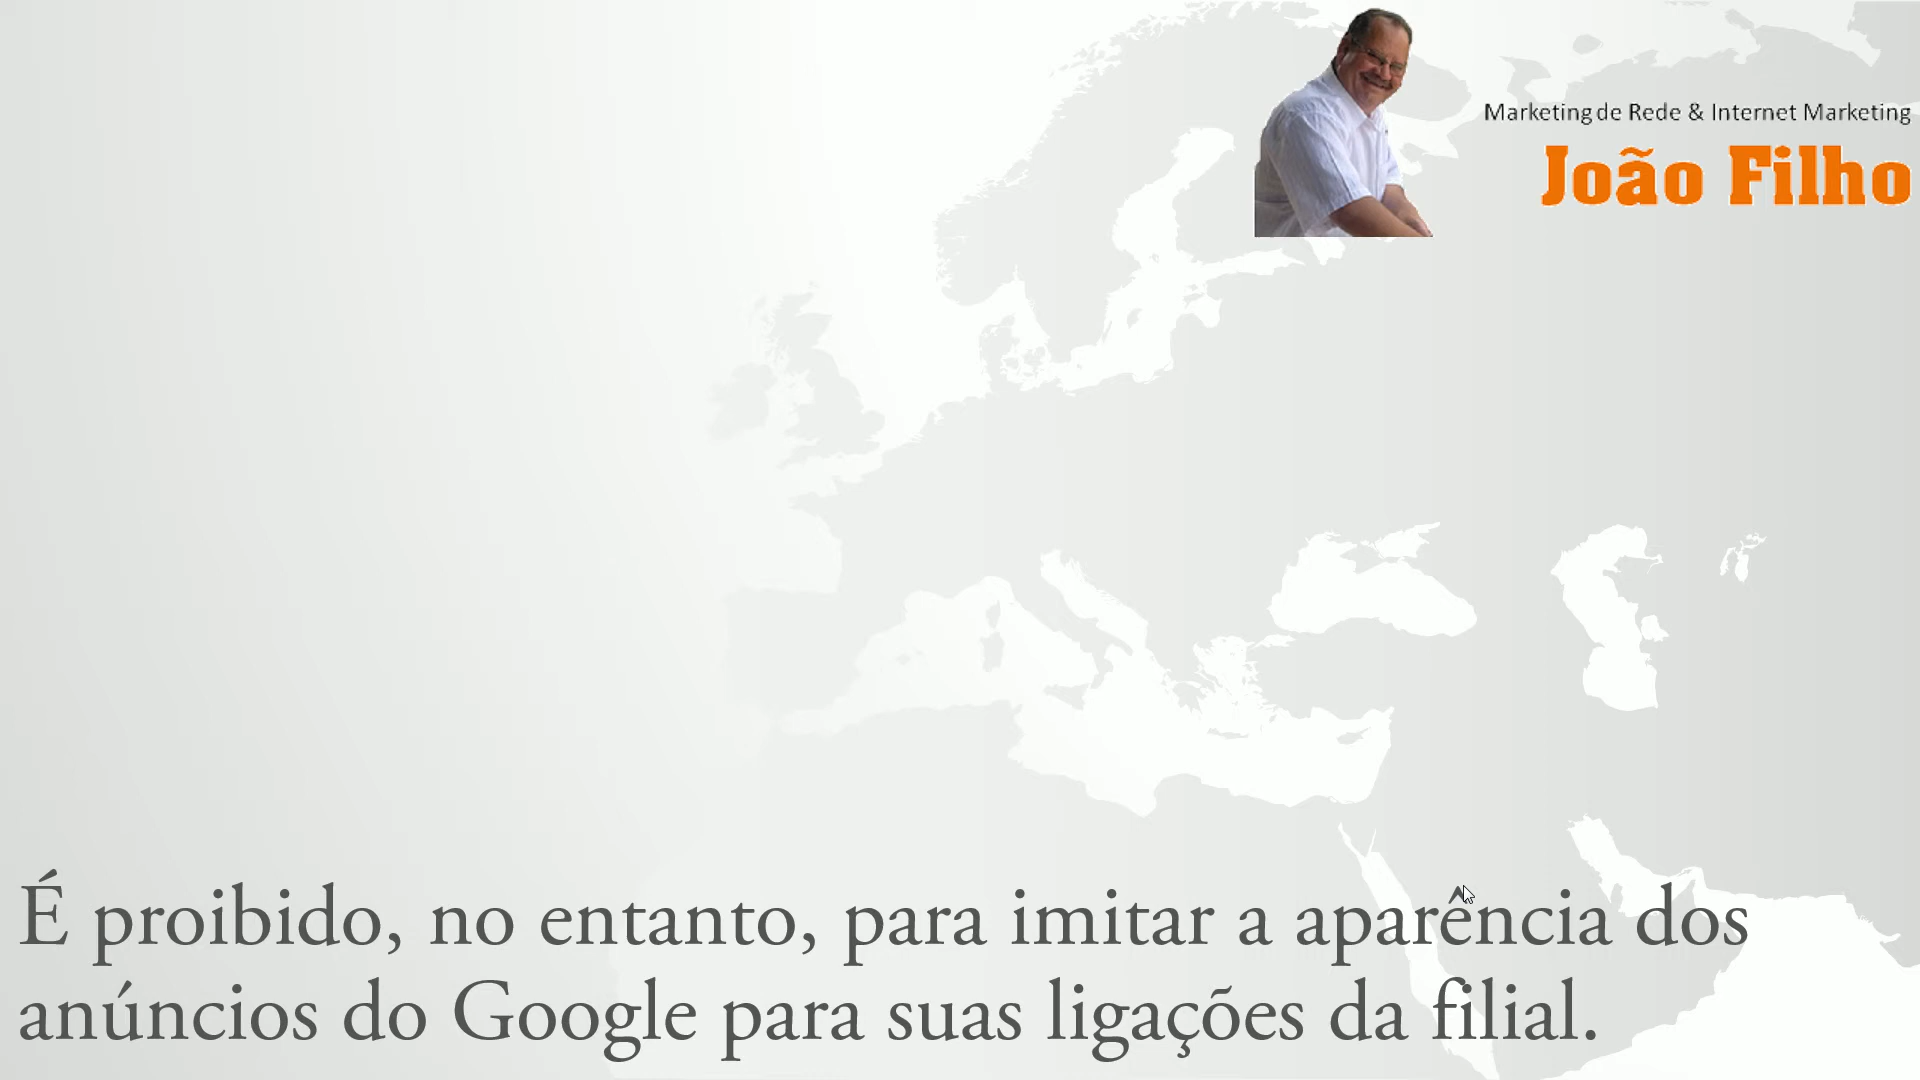 Marketing de Rede & Internet Marketing
João Filho
É proibido, no entanto, para imitar a aparência dos
anúncios do Google para suas ligações da filial.